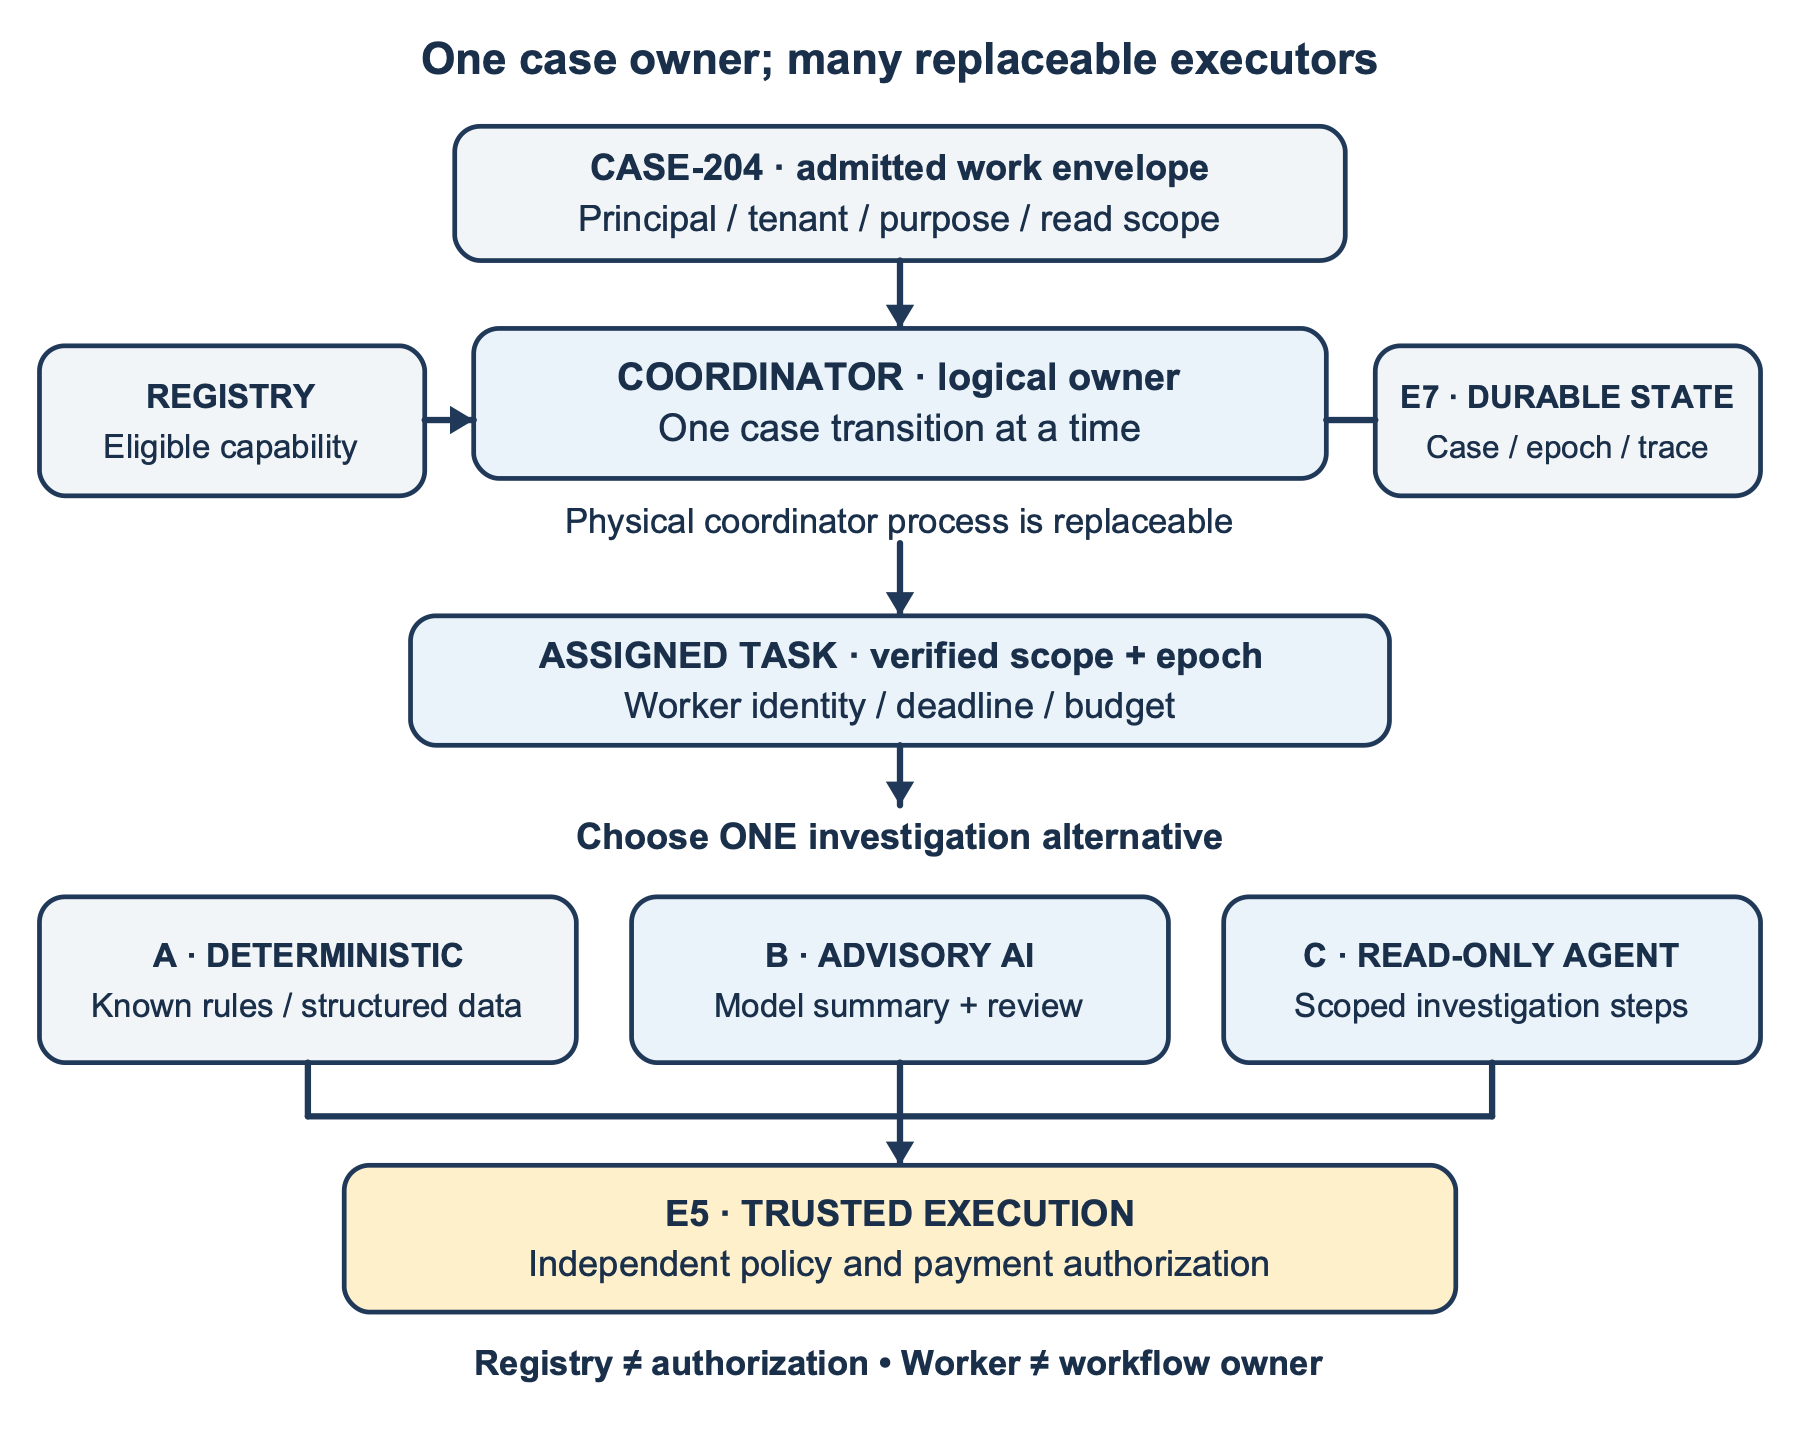 One case owner; many replaceable executors
CASE-204 · admitted work envelope
Principal / tenant / purpose / read scope
REGISTRY
Eligible capability
COORDINATOR · logical owner
One case transition at a time
E7 · DURABLE STATE
Case / epoch / trace
Physical coordinator process is replaceable
ASSIGNED TASK · verified scope + epoch
Worker identity / deadline / budget
Choose ONE investigation alternative
A · DETERMINISTIC
Known rules / structured data
B · ADVISORY AI
Model summary + review
C · READ-ONLY AGENT
Scoped investigation steps
E5 · TRUSTED EXECUTION
Independent policy and payment authorization
Registry ≠ authorization • Worker ≠ workflow owner